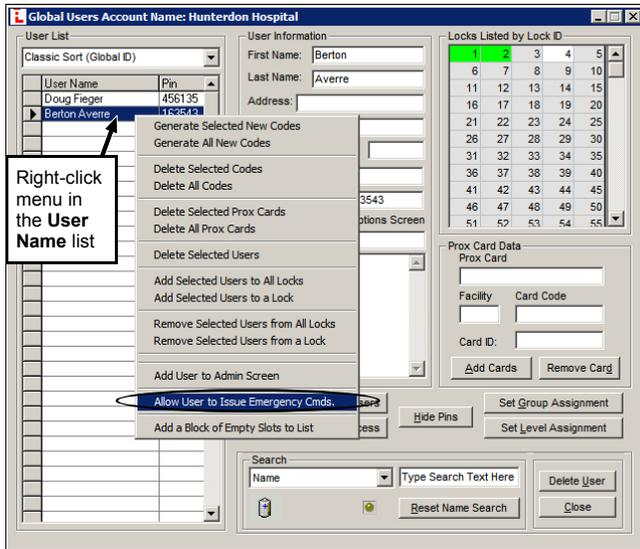 Global Users Account Name: Hunterdon Hospital
User List
Classic Sort (Global ID)
User Name Pin
Doug Fieger 456135
Berton Averre 163543
Right-click
menu in
the User
Name list
Generate Selected New Codes
Generate All New Codes
Delete Selected Codes
Delete All Codes
Delete Selected Prox Cards
Delete All Prox Cards
Delete Selected Users
Add Selected Users to All Locks
Add Selected Users to a Lock
Remove Selected Users from All Locks
Remove Selected Users from a Lock
Add User to Admin Screen
Allow User to Issue Emergency Cmds.
Add a Block of Empty Slots to List
User Information
First Name: Berton
Last Name: Averre
Address:
3543
ptions Screen
sers
cess
Hide Pins
Locks Listed by Lock ID
1 2 3 4 5
6 7 8 9 10
11 12 13 14 15
16 17 18 19 20
21 22 23 24 25
26 27 28 29 30
31 32 33 34 35
36 37 38 39 40
41 42 43 44 45
46 47 48 49 50
51 52 53 54 55
Prox Card Data
Prox Card
Facility Card Code
Card ID:
Add Cards Remove Card
Set Group Assignment
Set Level Assignment
Search
Name Type Search Text Here
Reset Name Search
Delete User
Close